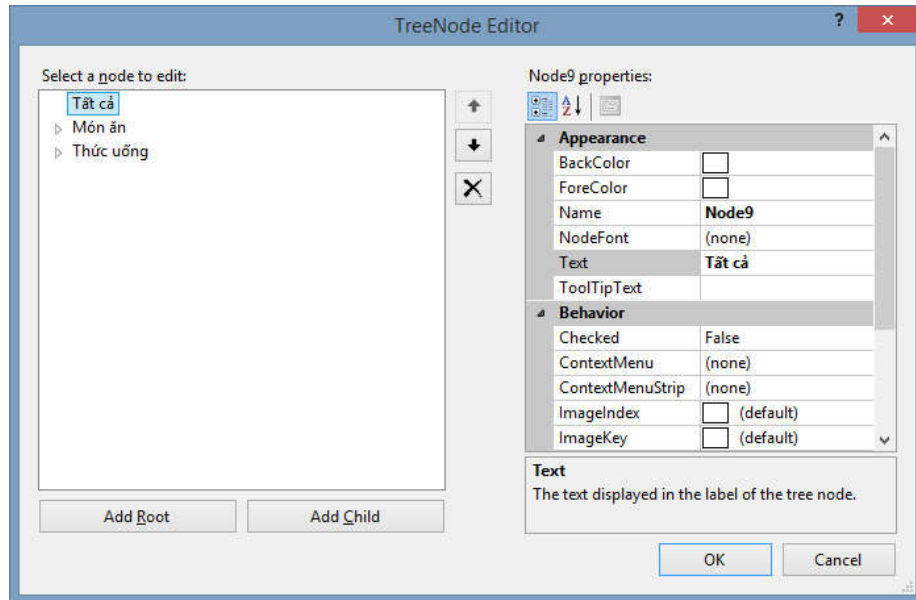 TreeNode Editor
?
Select a node to edit:
Tất cả
Món ăn
Thức uống
Add Root
Add Child
Node9 properties:
Appearance
BackColor
ForeColor
Name Node9
NodeFont (none)
Text Tất cả
ToolTipText
Behavior
Checked False
ContextMenu (none)
ContextMenuStrip (none)
ImageIndex (default)
ImageKey (default)
Text
The text displayed in the label of the tree node.
OK
Cancel